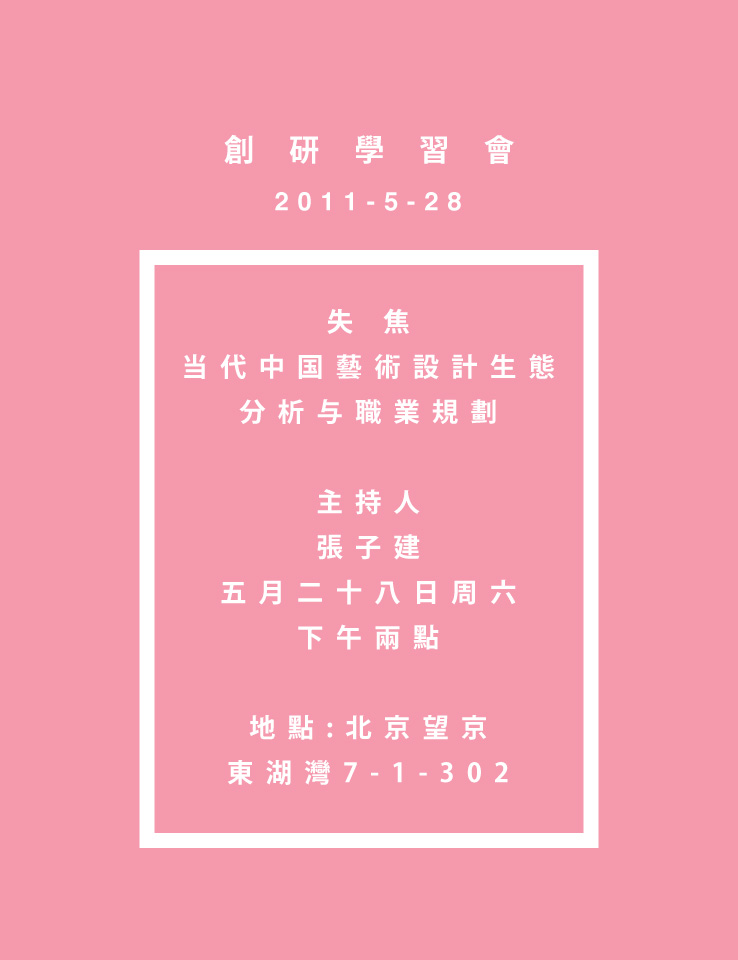 創研學習會
2011-5-28
失焦
当代中国藝術設計生態
分析与職業規劃
主持人
張子建
五月二十八日周六
下午兩點
地點:北京望京
東湖灣7-1-302